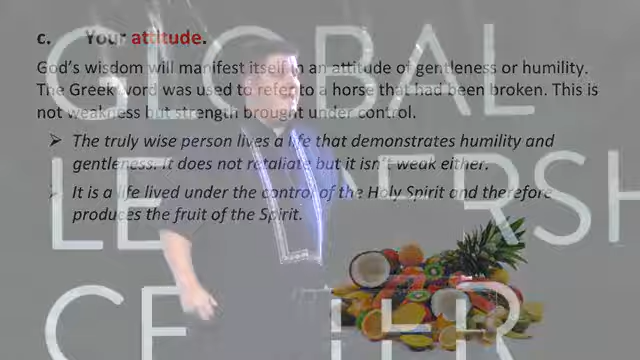 c. Your attitude.
God's wisdom will manifest itself in an attitude of gentleness or humility.
The Greek word was used to refer to a horse that had been broken. This is
not weakness but strength brought under control.
➢ The truly wise person lives a life that demonstrates humility and
gentleness. It does not retaliate but it isn't weak either.
➢ It is a life lived under the control of the Holy Spirit and therefore
produces the fruit of the Spirit.
GLOBAL
LEADERSHIP
CENTER